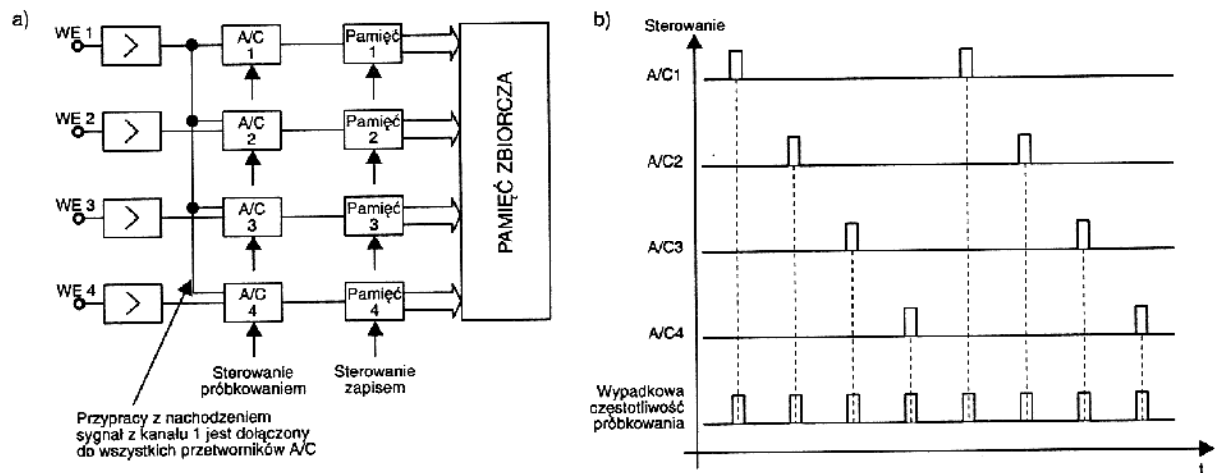 a)
WE 1
A/C
1
Pamięć
1
WE 2
A/C
2
Pamięć
2
WE 3
A/C
3
Pamięć
3
WE 4
A/C
4
Pamięć
4
PAMIĘĆ ZBIORCZA
Sterowanie
próbkowaniem
Sterowanie
zapisem
Przypracy z nachodzeniem
sygnał z kanału 1 jest dołączony
do wszystkich przetworników A/C
b)
Sterowanie
A/C1
A/C2
A/C3
A/C4
Wypadkowa
częstotliwość
próbkowania
t